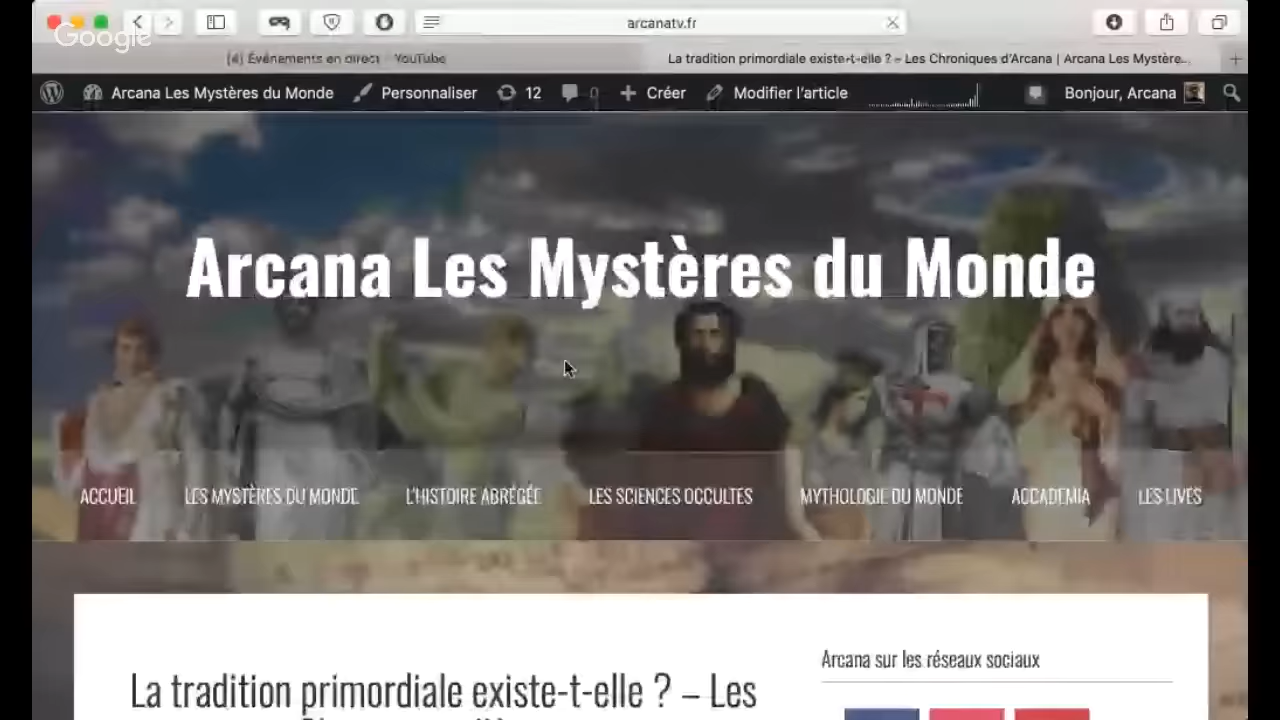 Google
arcanatv.fr
(4) Événements en direct - YouTube
La tradition primordiale existe-t-elle ? – Les Chroniques d'Arcana | Arcana Les Mystère...
Arcana Les Mystères du Monde Personnaliser 12 0 Créer Modifier l'article Bonjour, Arcana
Arcana Les Mystères du Monde
ACCUEIL LES MYSTÈRES DU MONDE L'HISTOIRE ABRÉGÉE LES SCIENCES OCCULTES MYTHOLOGIE DU MONDE ACCADEMIA LES LIVES
Arcana sur les réseaux sociaux
La tradition primordiale existe-t-elle ? – Les